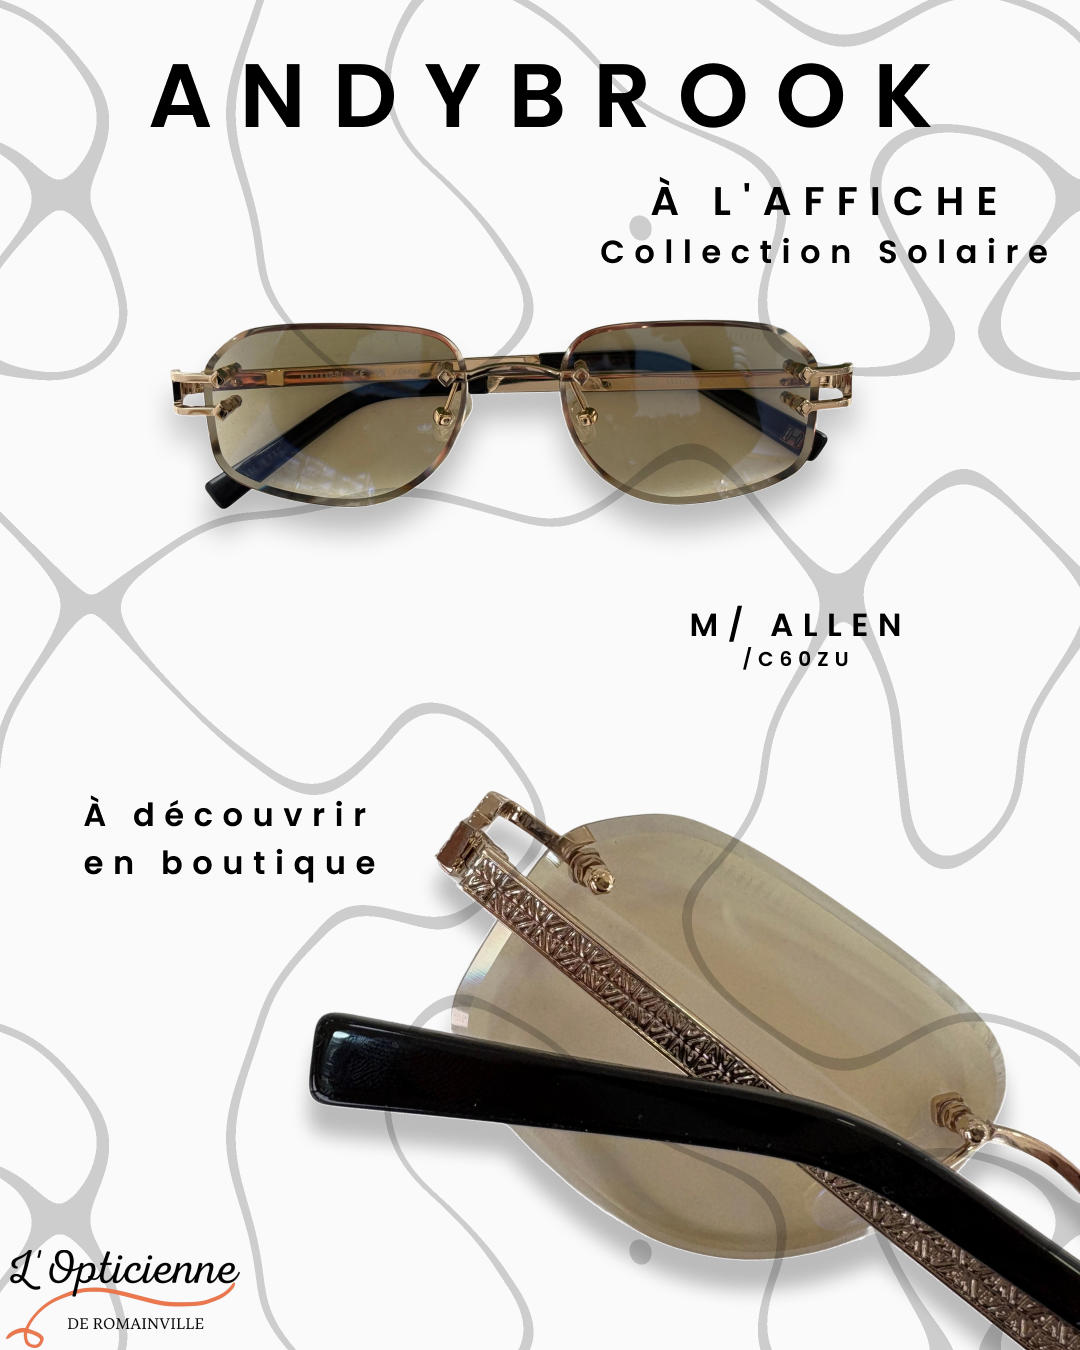 ANDYBROOK
À L'AFFICHE
Collection Solaire
M/ ALLEN
/C60ZU
À découvrir
en boutique
L'Opticienne
DE ROMAINVILLE